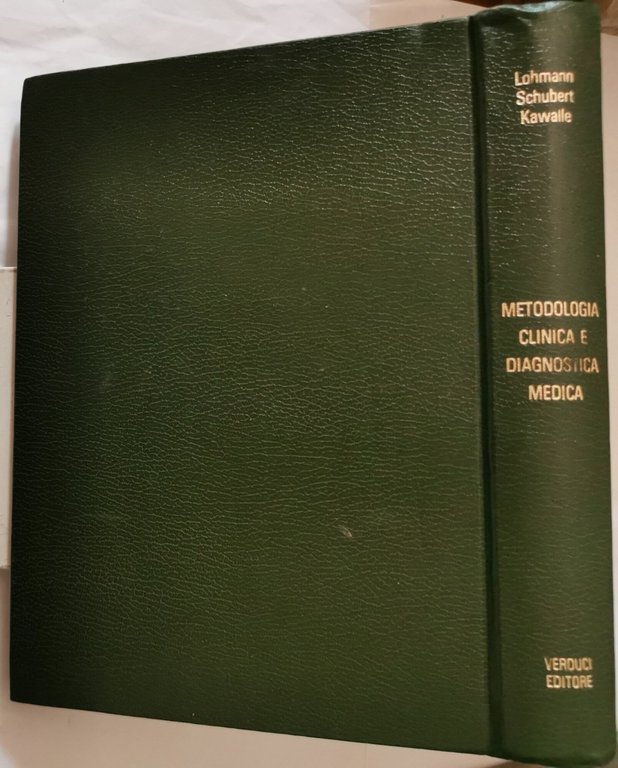 Lohmann
Schubert
Kawalle
METODOLOGIA
CLINICA E
DIAGNOSTICA
MEDICA
VERDUCI
EDITORE